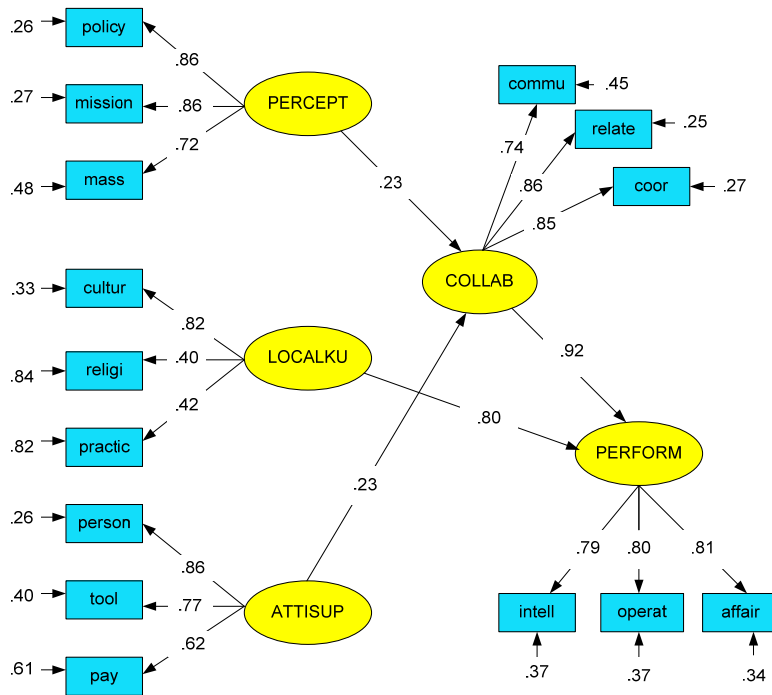 .26
policy
.86
.27
mission
.86
PERCEPT
.72
.48
mass
.23
commu
.45
.74
relate
.25
.86
coor
.27
.85
COLLAB
.33
cultur
.82
.84
religi
.40
LOCALKU
.42
.82
practic
.92
.80
PERFORM
.23
.26
person
.86
.40
tool
.77
ATTISUP
.62
.61
pay
.79
.80
.81
intell
operat
affair
.37
.37
.34